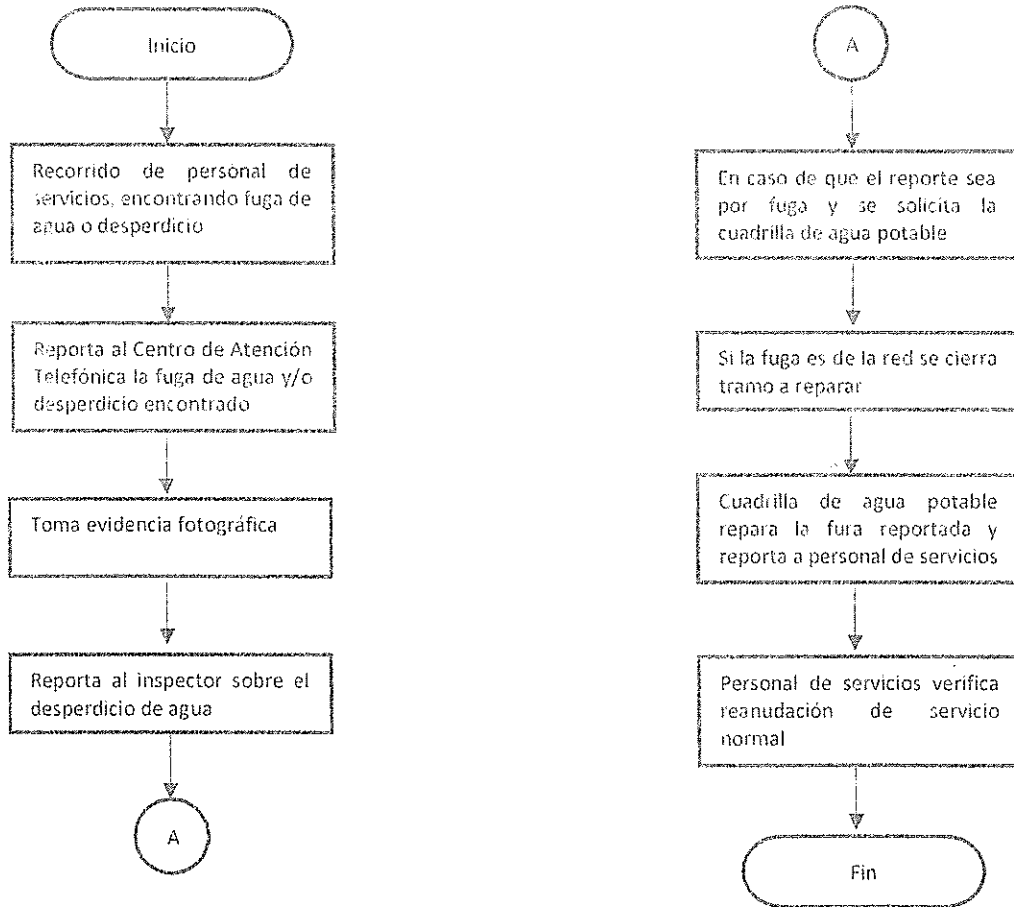 Inicio
Recorrido de personal de
servicios, encontrando fuga de
agua o desperdicio
Reporta al Centro de Atención
Telefónica la fuga de agua y/o
desperdicio encontrado
Toma evidencia fotográfica
Reporta al inspector sobre el
desperdicio de agua
A
A
En caso de que el reporte sea
por fuga y se solicita la
cuadrilla de agua potable
Si la fuga es de la red se cierra
tramo a reparar
Cuadrilla de agua potable
repara la fura reportada y
reporta a personal de servicios
Personal de servicios verifica
reanudación de servicio
normal
Fin